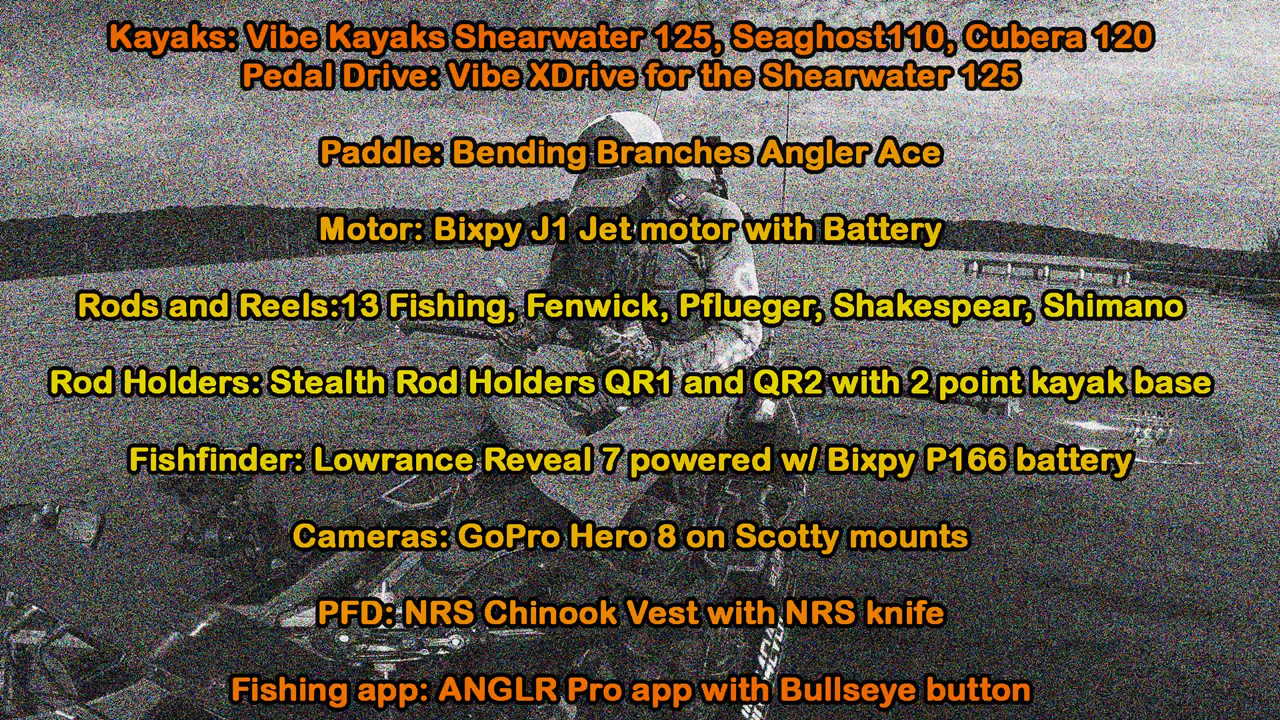 Kayaks: Vibe Kayaks Shearwater 125, Seaghost110, Cubera 120
Pedal Drive: Vibe XDrive for the Shearwater 125
Paddle: Bending Branches Angler Ace
Motor: Bixpy J1 Jet motor with Battery
Rods and Reels:13 Fishing, Fenwick, Pflueger, Shakespear, Shimano
Rod Holders: Stealth Rod Holders QR1 and QR2 with 2 point kayak base
Fishfinder: Lowrance Reveal 7 powered w/ Bixpy P166 battery
Cameras: GoPro Hero 8 on Scotty mounts
PFD: NRS Chinook Vest with NRS knife
Fishing app: ANGLR Pro app with Bullseye button